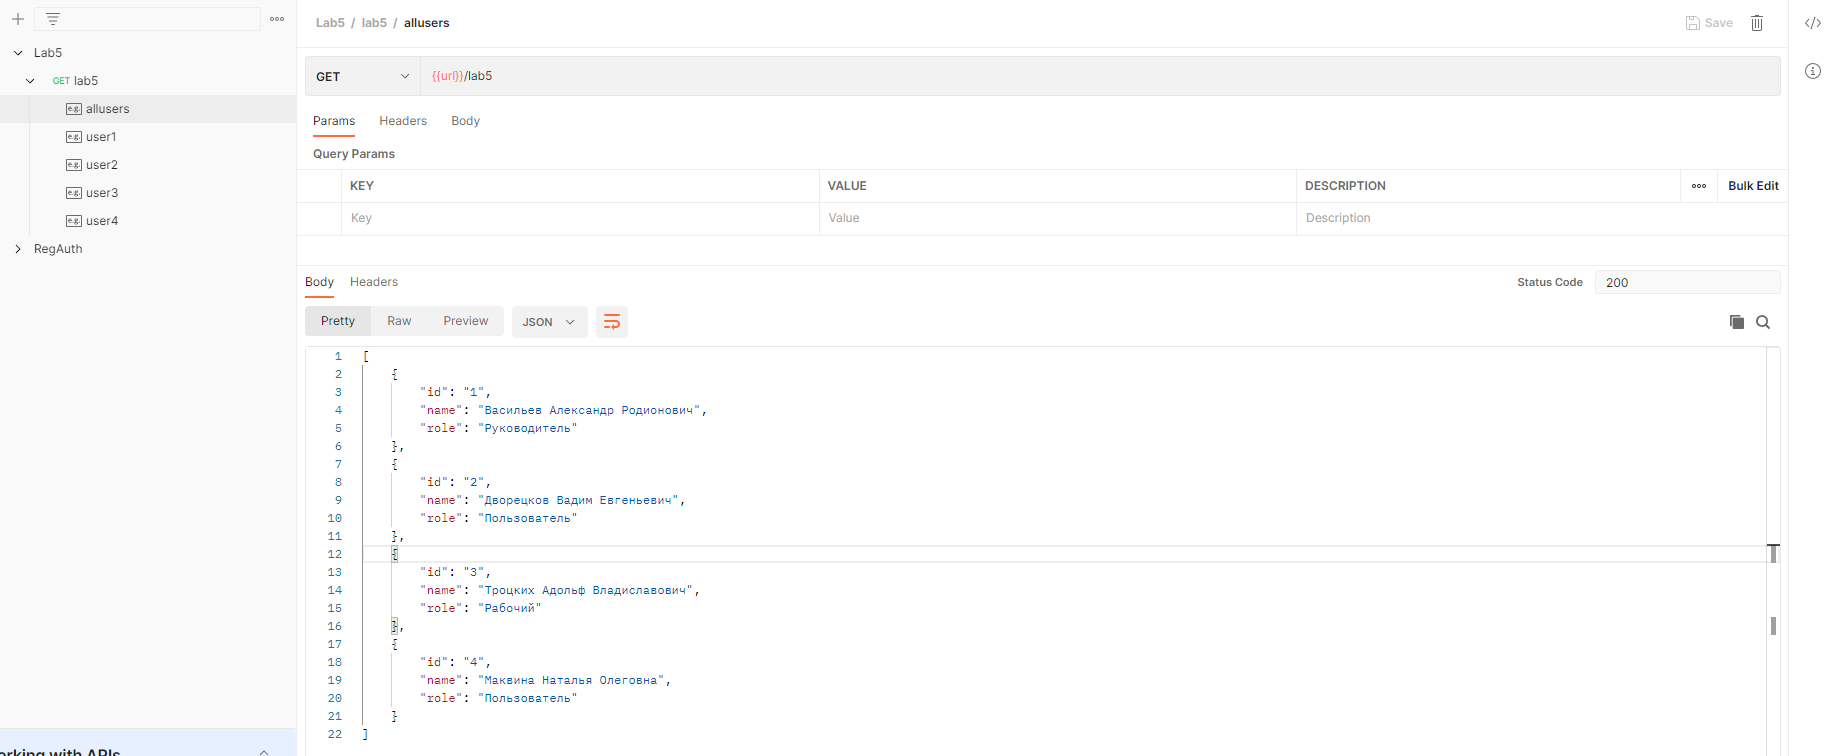 Lab5
GET lab5
e.g. allusers
e.g. user1
e.g. user2
e.g. user3
e.g. user4
RegAuth
orking with APIs
Lab5 / lab5 / allusers
Save
</>
GET
{{url}}/lab5
Params Headers Body
Query Params
KEY VALUE DESCRIPTION Bulk Edit
Key Value Description
Body Headers
Status Code 200
Pretty Raw Preview JSON
1 [
2 {
3 "id": "1",
4 "name": "Васильев Александр Родионович",
5 "role": "Руководитель"
6 },
7 {
8 "id": "2",
9 "name": "Дворецков Вадим Евгеньевич",
10 "role": "Пользователь"
11 },
12 {
13 "id": "3",
14 "name": "Троцких Адольф Владиславович",
15 "role": "Рабочий"
16 },
17 {
18 "id": "4",
19 "name": "Маквина Наталья Олеговна",
20 "role": "Пользователь"
21 }
22 ]